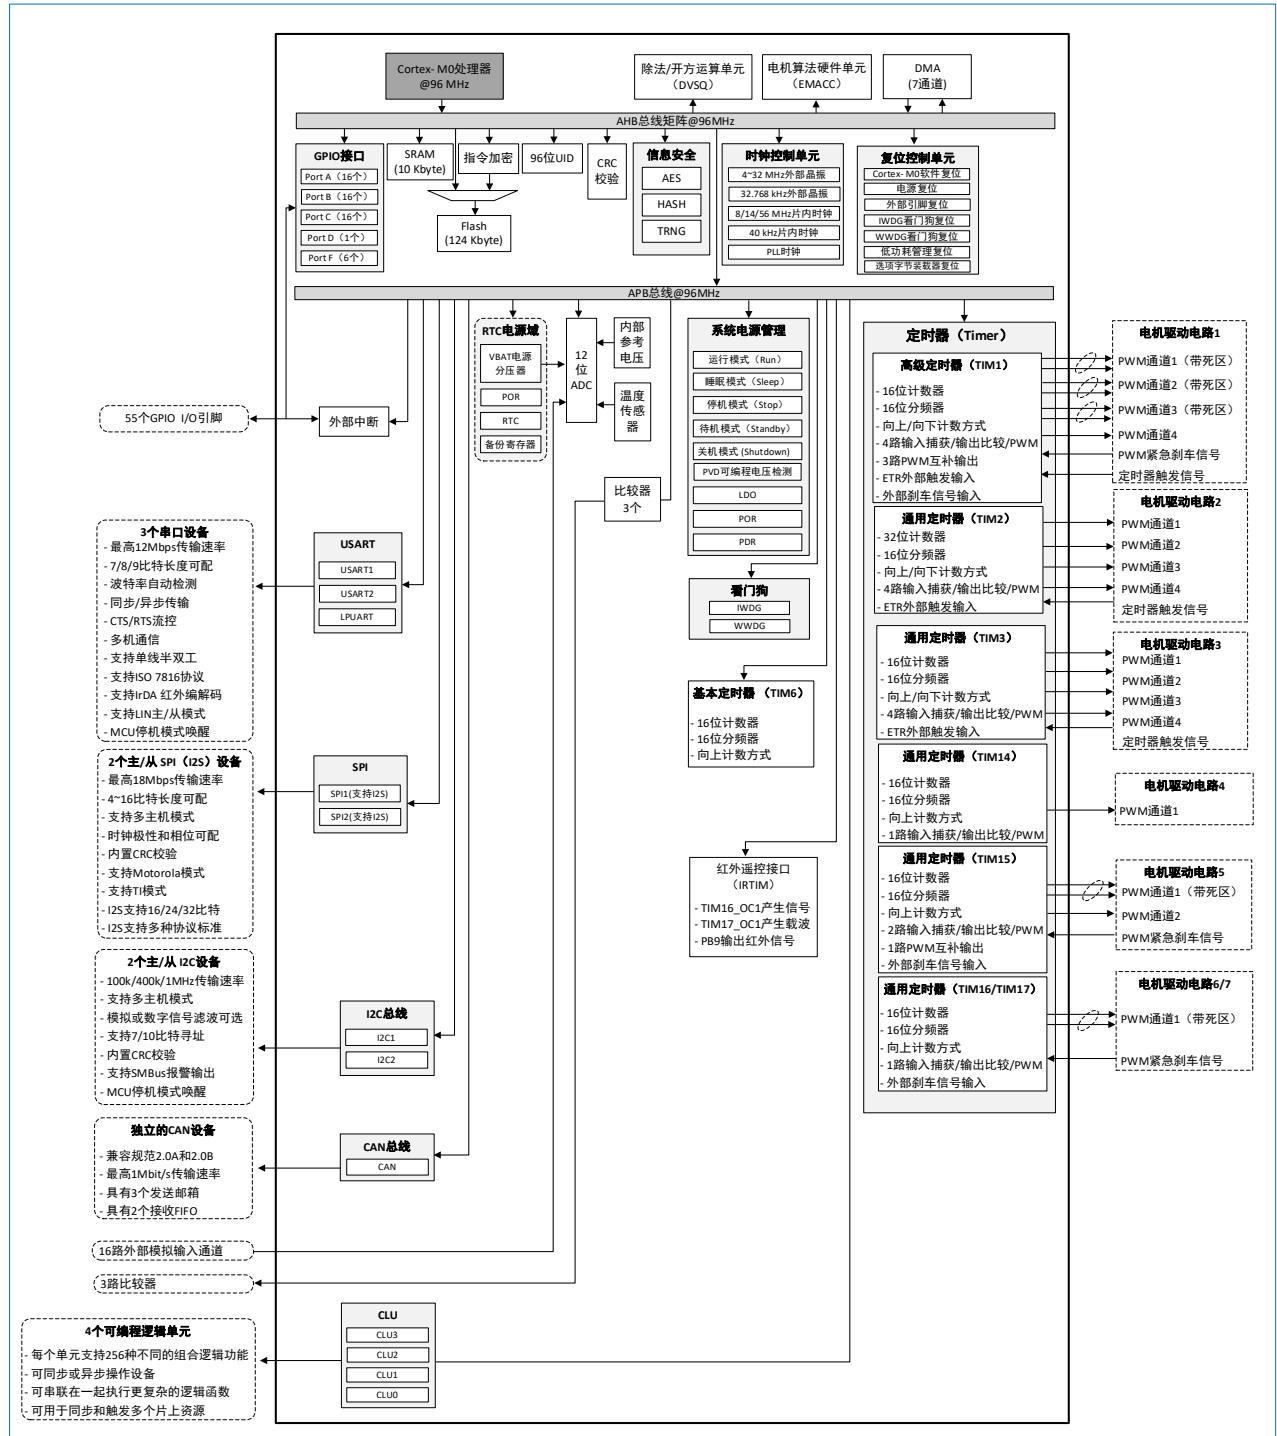 Cortex-M0处理器
@96 MHz
除法/开方运算单元
（DVSQ）
电机算法硬件单元
（EMACC）
DMA
(7通道)
AHB总线矩阵@96MHz
GPIO接口
Port A（16个）
Port B（16个）
Port C（16个）
Port D（1个）
Port F（6个）
SRAM
(10 Kbyte)
指令加密
Flash
(124 Kbyte)
96位UID
CRC
校验
信息安全
AES
HASH
TRNG
时钟控制单元
4~32 MHz外部晶振
32.768 kHz外部晶振
8/14/56 MHz片内时钟
40 kHz片内时钟
PLL时钟
复位控制单元
Cortex-M0软件复位
电源复位
外部引脚复位
IWDG看门狗复位
WWDG看门狗复位
低功耗管理复位
选项字节装载器复位
APB总线@96MHz
RTC电源域
VBAT电源
分压器
POR
RTC
备份寄存器
12
位
ADC
内部
参考
电压
温度
传感
器
比较器
3个
系统电源管理
运行模式（Run）
睡眠模式（Sleep）
停机模式（Stop）
待机模式（Standby）
关机模式 (Shutdown)
PVD可编程电压检测
LDO
POR
PDR
看门狗
IWDG
WWDG
基本定时器 （TIM6）
- 16位计数器
- 16位分频器
- 向上计数方式
红外遥控接口
（IRTIM）
- TIM16_OC1产生信号
- TIM17_OC1产生载波
- PB9输出红外信号
定时器（Timer）
高级定时器（TIM1）
- 16位计数器
- 16位分频器
- 向上/向下计数方式
- 4路输入捕获/输出比较/PWM
- 3路PWM互补输出
- ETR外部触发输入
- 外部刹车信号输入
通用定时器（TIM2）
- 32位计数器
- 16位分频器
- 向上/向下计数方式
- 4路输入捕获/输出比较/PWM
- ETR外部触发输入
通用定时器（TIM3）
- 16位计数器
- 16位分频器
- 向上/向下计数方式
- 4路输入捕获/输出比较/PWM
- ETR外部触发输入
通用定时器（TIM14）
- 16位计数器
- 16位分频器
- 向上计数方式
- 1路输入捕获/输出比较/PWM
通用定时器（TIM15）
- 16位计数器
- 16位分频器
- 向上计数方式
- 2路输入捕获/输出比较/PWM
- 1路PWM互补输出
- 外部刹车信号输入
通用定时器（TIM16/TIM17）
- 16位计数器
- 16位分频器
- 向上计数方式
- 1路输入捕获/输出比较/PWM
- 外部刹车信号输入
电机驱动电路1
PWM通道1（带死区）
PWM通道2（带死区）
PWM通道3（带死区）
PWM通道4
PWM紧急刹车信号
定时器触发信号
电机驱动电路2
PWM通道1
PWM通道2
PWM通道3
PWM通道4
定时器触发信号
电机驱动电路3
PWM通道1
PWM通道2
PWM通道3
PWM通道4
定时器触发信号
电机驱动电路4
PWM通道1
电机驱动电路5
PWM通道1（带死区）
PWM通道2
PWM紧急刹车信号
电机驱动电路6/7
PWM通道1（带死区）
PWM紧急刹车信号
55个GPIO I/O引脚
外部中断
3个串口设备
- 最高12Mbps传输速率
- 7/8/9比特长度可配
- 波特率自动检测
- 同步/异步传输
- CTS/RTS流控
- 多机通信
- 支持单线半双工
- 支持ISO 7816协议
- 支持IrDA 红外编解码
- 支持LIN主/从模式
- MCU停机模式唤醒
USART
USART1
USART2
LPUART
2个主/从 SPI（I2S）设备
- 最高18Mbps传输速率
- 4~16比特长度可配
- 支持多主机模式
- 时钟极性和相位可配
- 内置CRC校验
- 支持Motorola模式
- 支持TI模式
- I2S支持16/24/32比特
- I2S支持多种协议标准
SPI
SPI1(支持I2S)
SPI2(支持I2S)
2个主/从 I2C设备
- 100k/400k/1MHz传输速率
- 支持多主机模式
- 模拟或数字信号滤波可选
- 支持7/10比特寻址
- 内置CRC校验
- 支持SMBus报警输出
- MCU停机模式唤醒
I2C总线
I2C1
I2C2
独立的CAN设备
- 兼容规范2.0A和2.0B
- 最高1Mbit/s传输速率
- 具有3个发送邮箱
- 具有2个接收FIFO
CAN总线
CAN
16路外部模拟输入通道
3路比较器
4个可编程逻辑单元
- 每个单元支持256种不同的组合逻辑功能
- 可同步或异步操作设备
- 可串联在一起执行更复杂的逻辑函数
- 可用于同步和触发多个片上资源
CLU
CLU3
CLU2
CLU1
CLU0